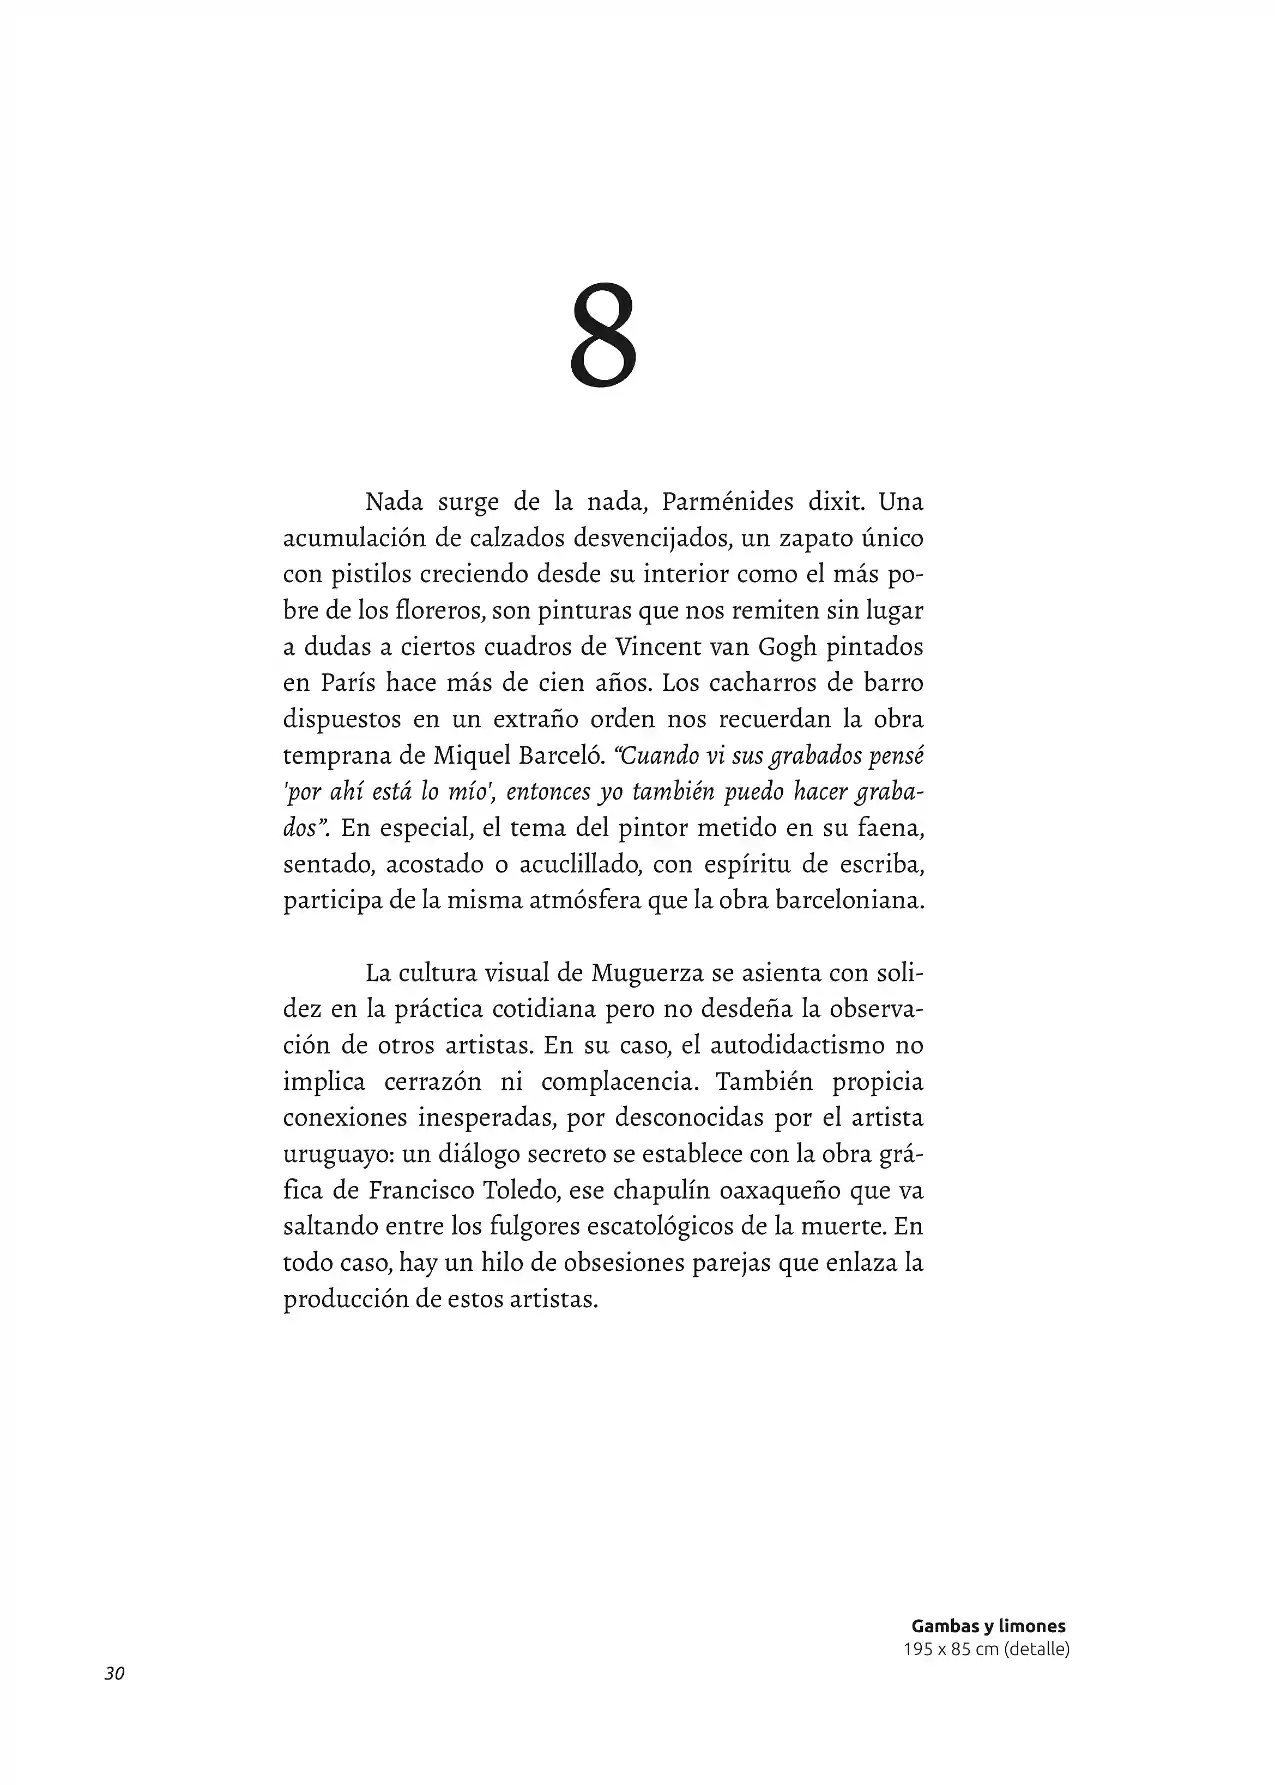 8
Nada surge de la nada, Parménides dixit. Una
acumulación de calzados desvencijados, un zapato único
con pistilos creciendo desde su interior como el más po-
bre de los floreros, son pinturas que nos remiten sin lugar
a dudas a ciertos cuadros de Vincent van Gogh pintados
en París hace más de cien años. Los cacharros de barro
dispuestos en un extraño orden nos recuerdan la obra
temprana de Miquel Barceló. “Cuando vi sus grabados pensé
'por ahí está lo mío', entonces yo también puedo hacer graba-
dos”. En especial, el tema del pintor metido en su faena,
sentado, acostado o acuclillado, con espíritu de escriba,
participa de la misma atmósfera que la obra barceloniana.
La cultura visual de Muguerza se asienta con soli-
dez en la práctica cotidiana pero no desdeña la observa-
ción de otros artistas. En su caso, el autodidactismo no
implica cerrazón ni complacencia. También propicia
conexiones inesperadas, por desconocidas por el artista
uruguayo: un diálogo secreto se establece con la obra grá-
fica de Francisco Toledo, ese chapulín oaxaqueño que va
saltando entre los fulgores escatológicos de la muerte. En
todo caso, hay un hilo de obsesiones parejas que enlaza la
producción de estos artistas.
Gambas y limones
195 x 85 cm (detalle)
30